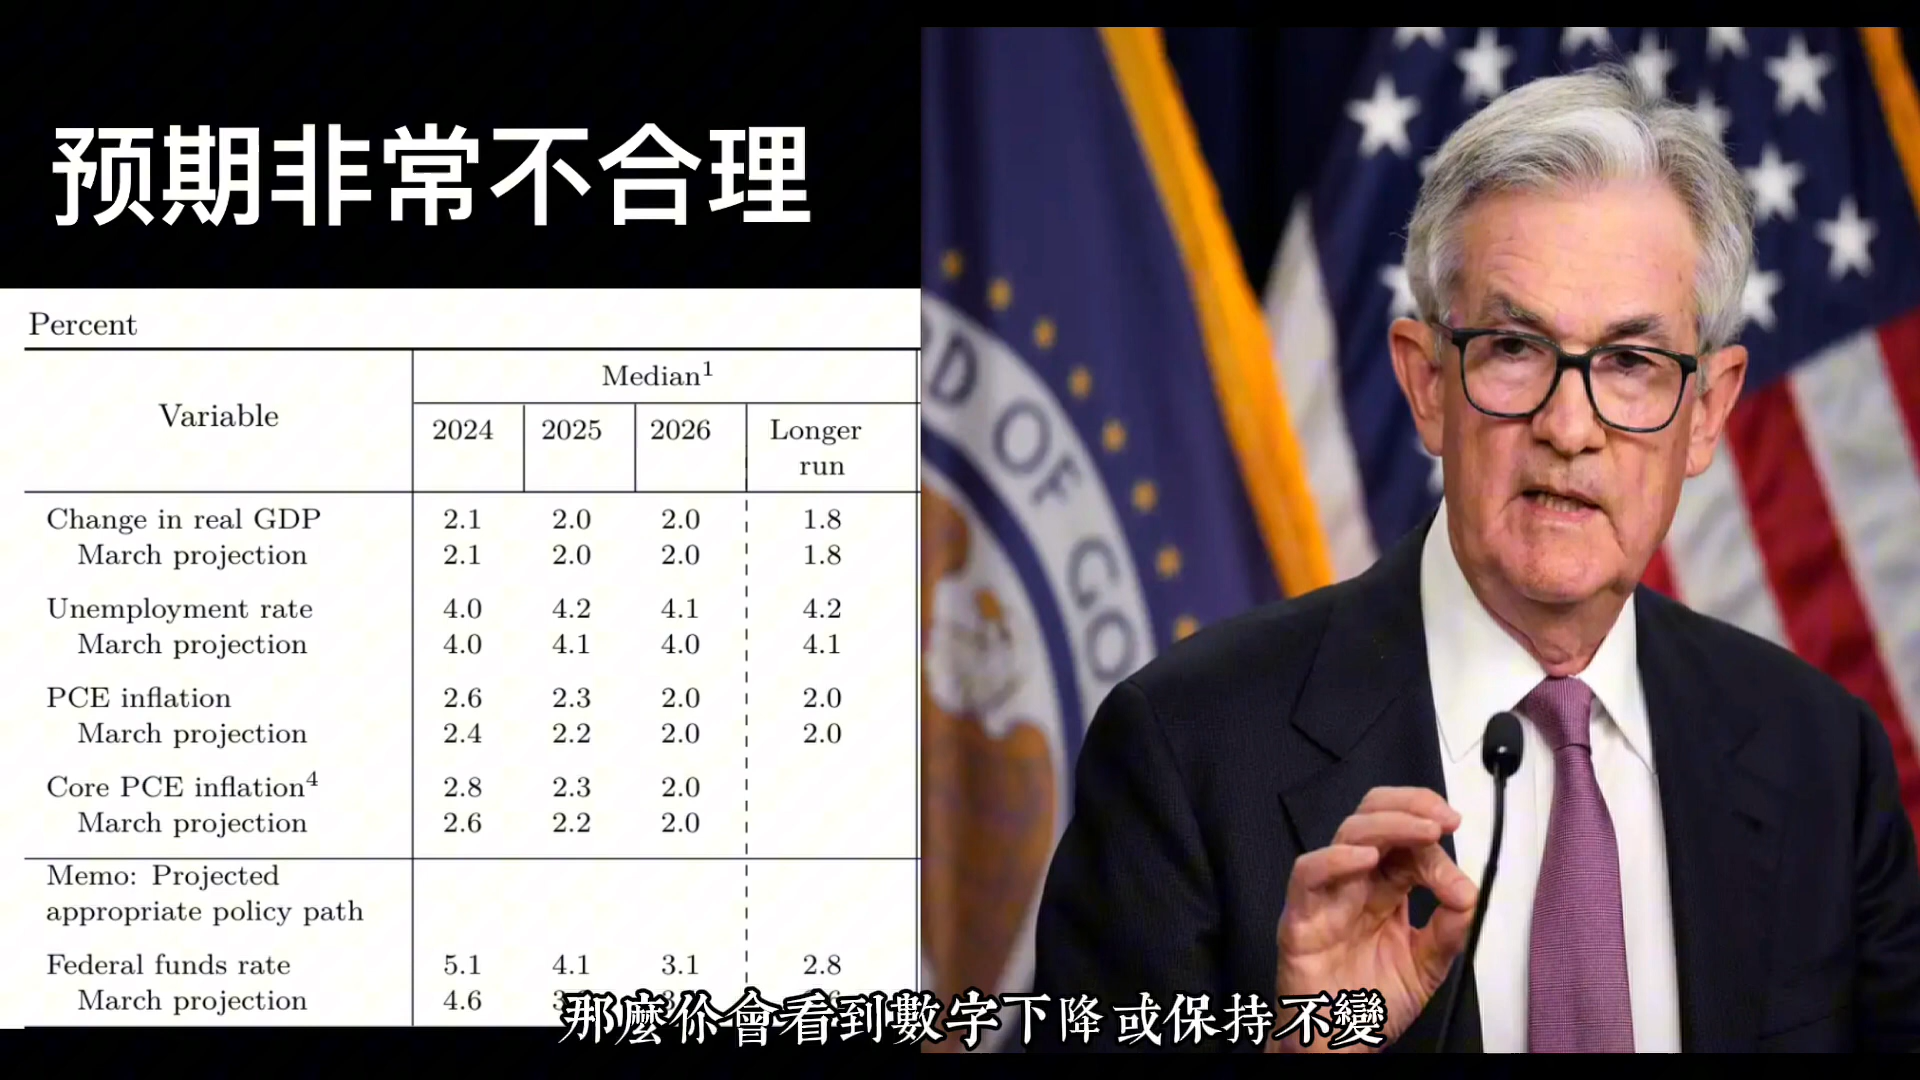 预期非常不合理
Percent
Variable Median1
2024 2025 2026 Longer run
Change in real GDP 2.1 2.0 2.0 1.8
March projection 2.1 2.0 2.0 1.8
Unemployment rate 4.0 4.2 4.1 4.2
March projection 4.0 4.1 4.0 4.1
PCE inflation 2.6 2.3 2.0 2.0
March projection 2.4 2.2 2.0 2.0
Core PCE inflation4 2.8 2.3 2.0
March projection 2.6 2.2 2.0
Memo: Projected
appropriate policy path
Federal funds rate 5.1 4.1 3.1 2.8
March projection 4.6
D OF GO
那麼你會看到數字下降或保持不變